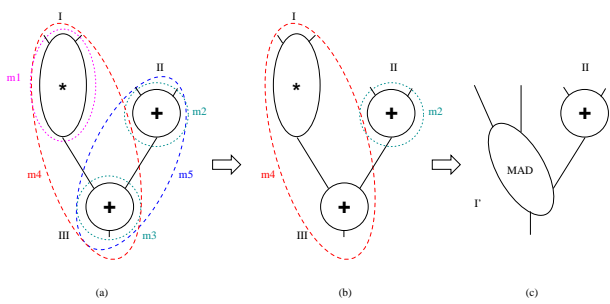 I
*
m1
II
+
m2
m4
m5
+
III
m3
(a)
I
*
II
+
m2
m4
+
III
(b)
II
+
MAD
I'
(c)